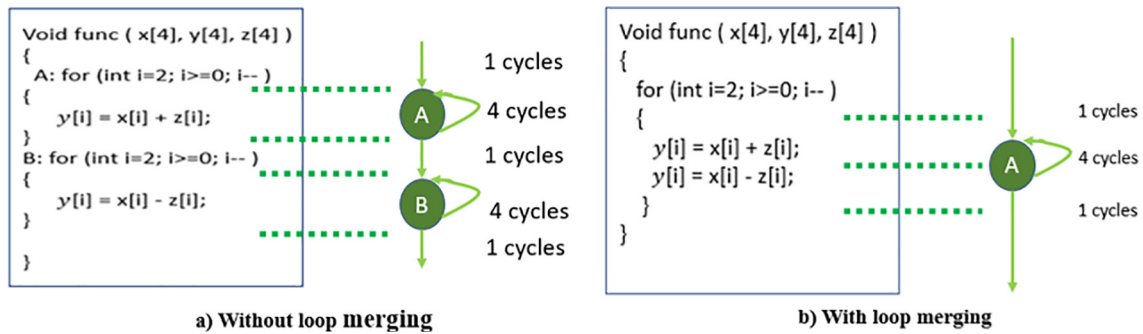 Void func ( x[4], y[4], z[4] )
{
A: for (int i=2; i>=0; i-- )
{
y[i] = x[i] + z[i];
}
B: for (int i=2; i>=0; i-- )
{
y[i] = x[i] - z[i];
}
}
1 cycles
A
4 cycles
1 cycles
B
4 cycles
1 cycles
a) Without loop merging
Void func ( x[4], y[4], z[4] )
{
for (int i=2; i>=0; i-- )
{
y[i] = x[i] + z[i];
y[i] = x[i] - z[i];
}
}
1 cycles
A
4 cycles
1 cycles
b) With loop merging